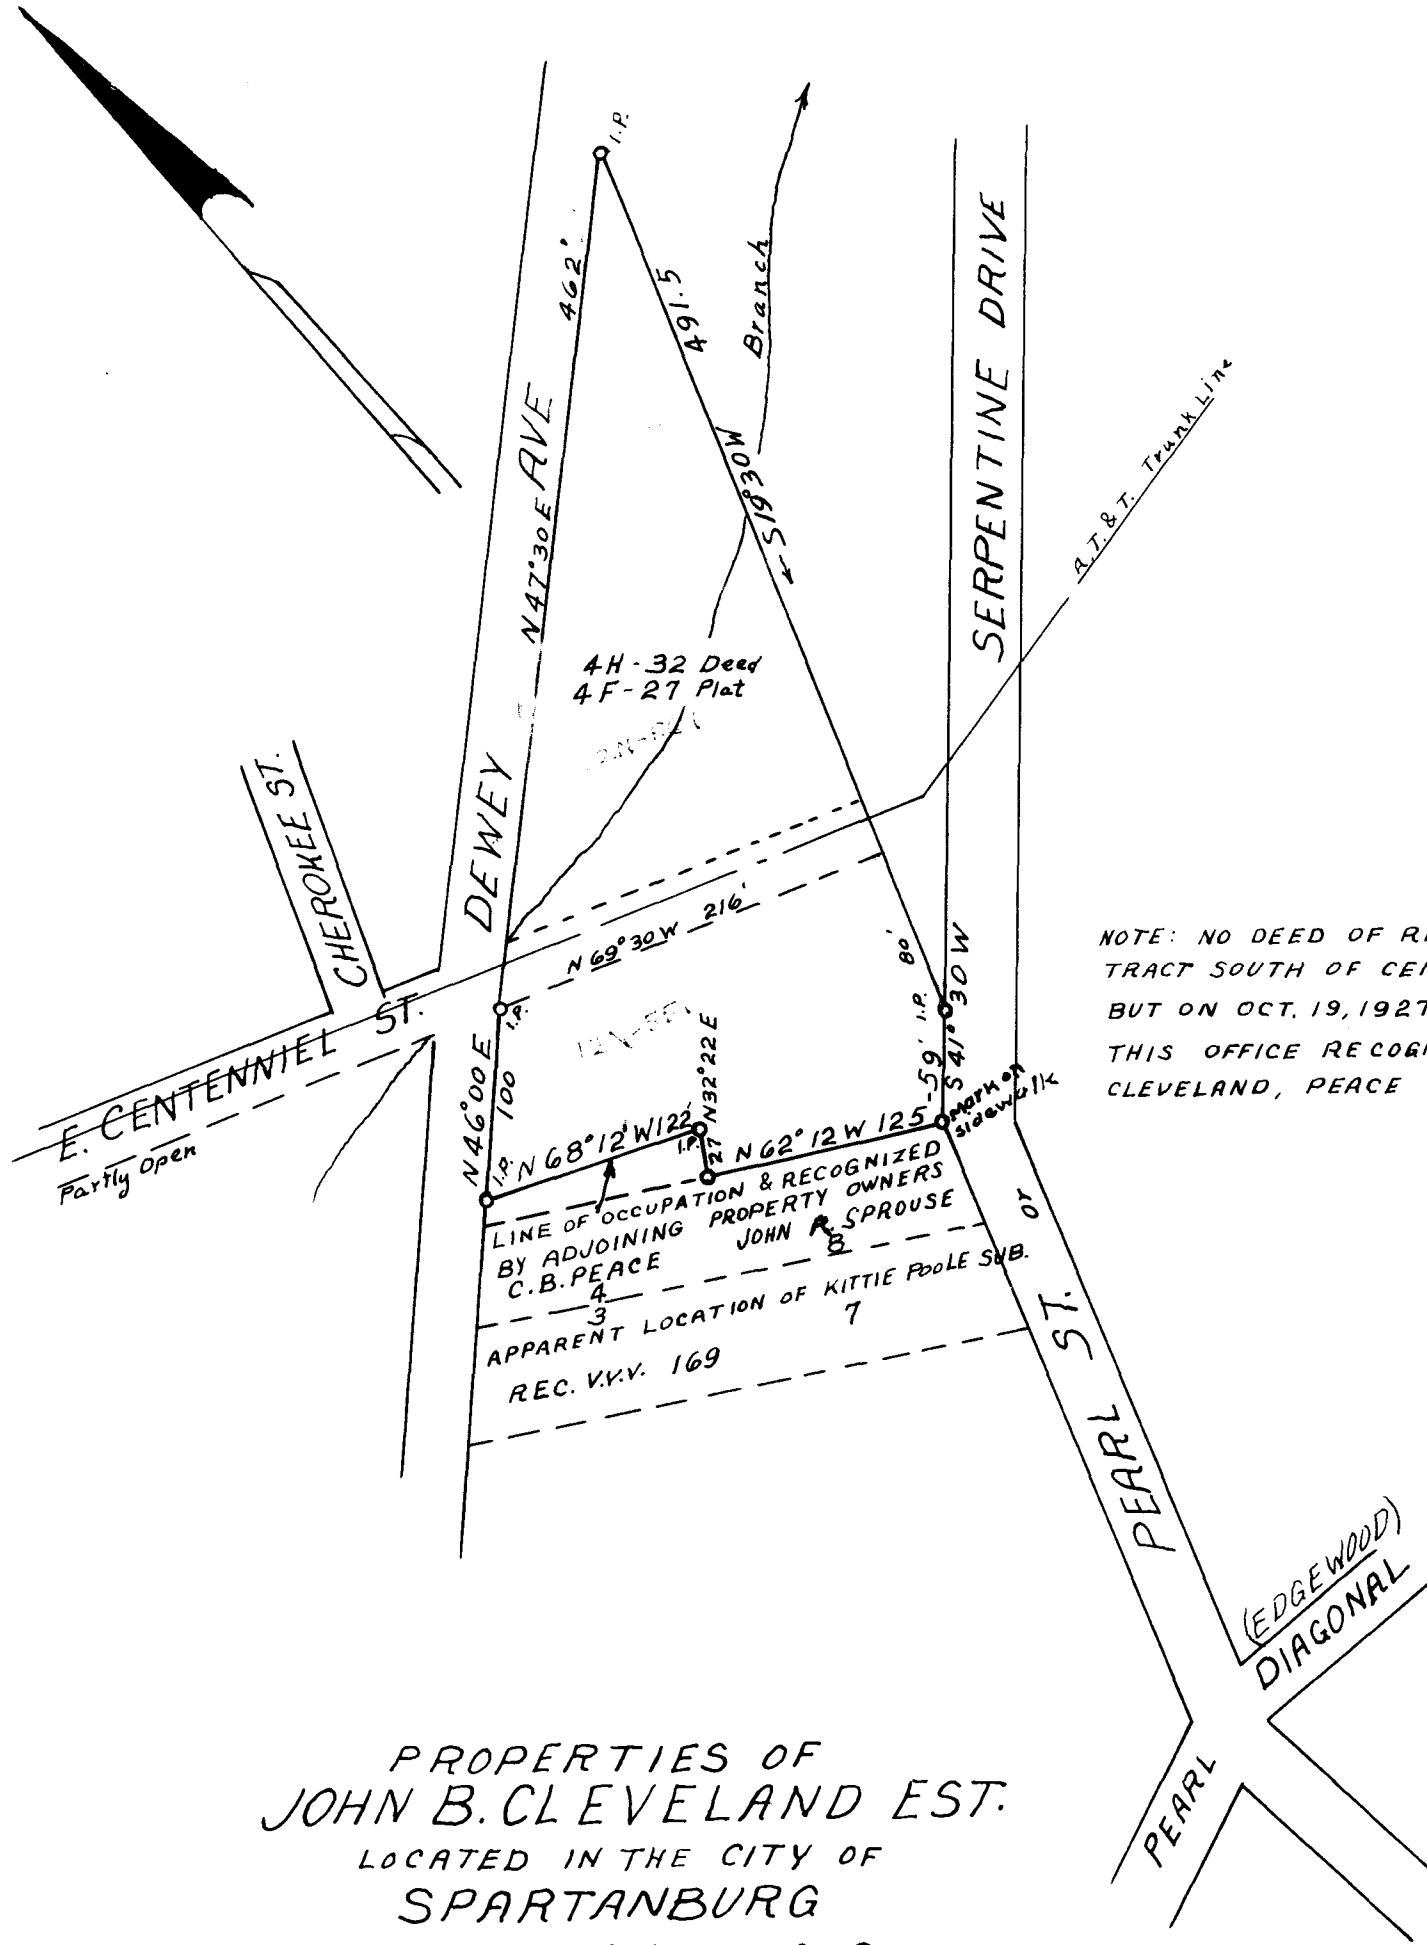 I.P.
462'
491.5
Branch
SERPENTINE DRIVE
A.T. & T. Trunk Line
N47°30E
DEWEY AVE
S19°30W
4H-32 Deed
4F-27 Plat
CHEROKEE ST.
N 69°30W 216'
80'
E. CENTENNIEL ST.
Partly Open
I.P.
I.P.
S 41°30W
59'
Mark on
sidewalk
N46°00E
100
I.P.
N 68°12'W 122'
I.P.
N32°22E
27
N 62°12W 125
NOTE: NO DEED OF
TRACT SOUTH OF
BUT ON OCT. 19, 1927
THIS OFFICE
CLEVELAND, PEACE
LINE OF OCCUPATION & RECOGNIZED
BY ADJOINING PROPERTY OWNERS
C.B. PEACE JOHN R. SPROUSE
4 8
3 7
APPARENT LOCATION OF KITTIE POOLE SUB.
REC. V.V.V. 169
or
PEARL ST.
(EDGEWOOD)
DIAGONAL
PEARL
PROPERTIES OF
JOHN B. CLEVELAND EST.
LOCATED IN THE CITY OF
SPARTANBURG